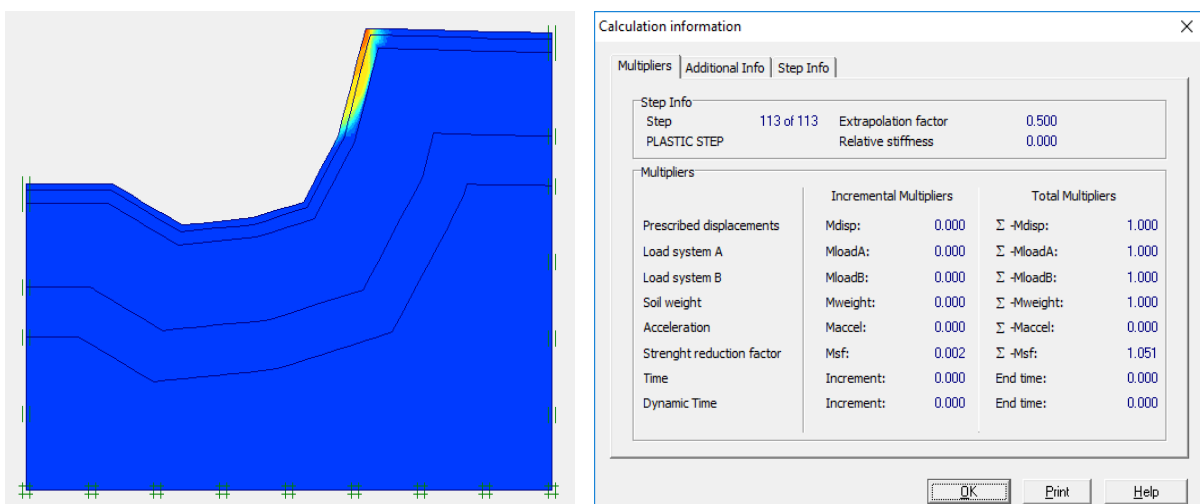 Calculation information
Multipliers Additional Info Step Info
Step Info
Step 113 of 113 Extrapolation factor 0.500
PLASTIC STEP Relative stiffness 0.000
Multipliers
Incremental Multipliers Total Multipliers
Prescribed displacements Mdisp: 0.000 Σ -Mdisp: 1.000
Load system A MloadA: 0.000 Σ -MloadA: 1.000
Load system B MloadB: 0.000 Σ -MloadB: 1.000
Soil weight Mweight: 0.000 Σ -Mweight: 1.000
Acceleration Maccel: 0.000 Σ -Maccel: 0.000
Strenght reduction factor Msf: 0.002 Σ -Msf: 1.051
Time Increment: 0.000 End time: 0.000
Dynamic Time Increment: 0.000 End time: 0.000
OK Print Help